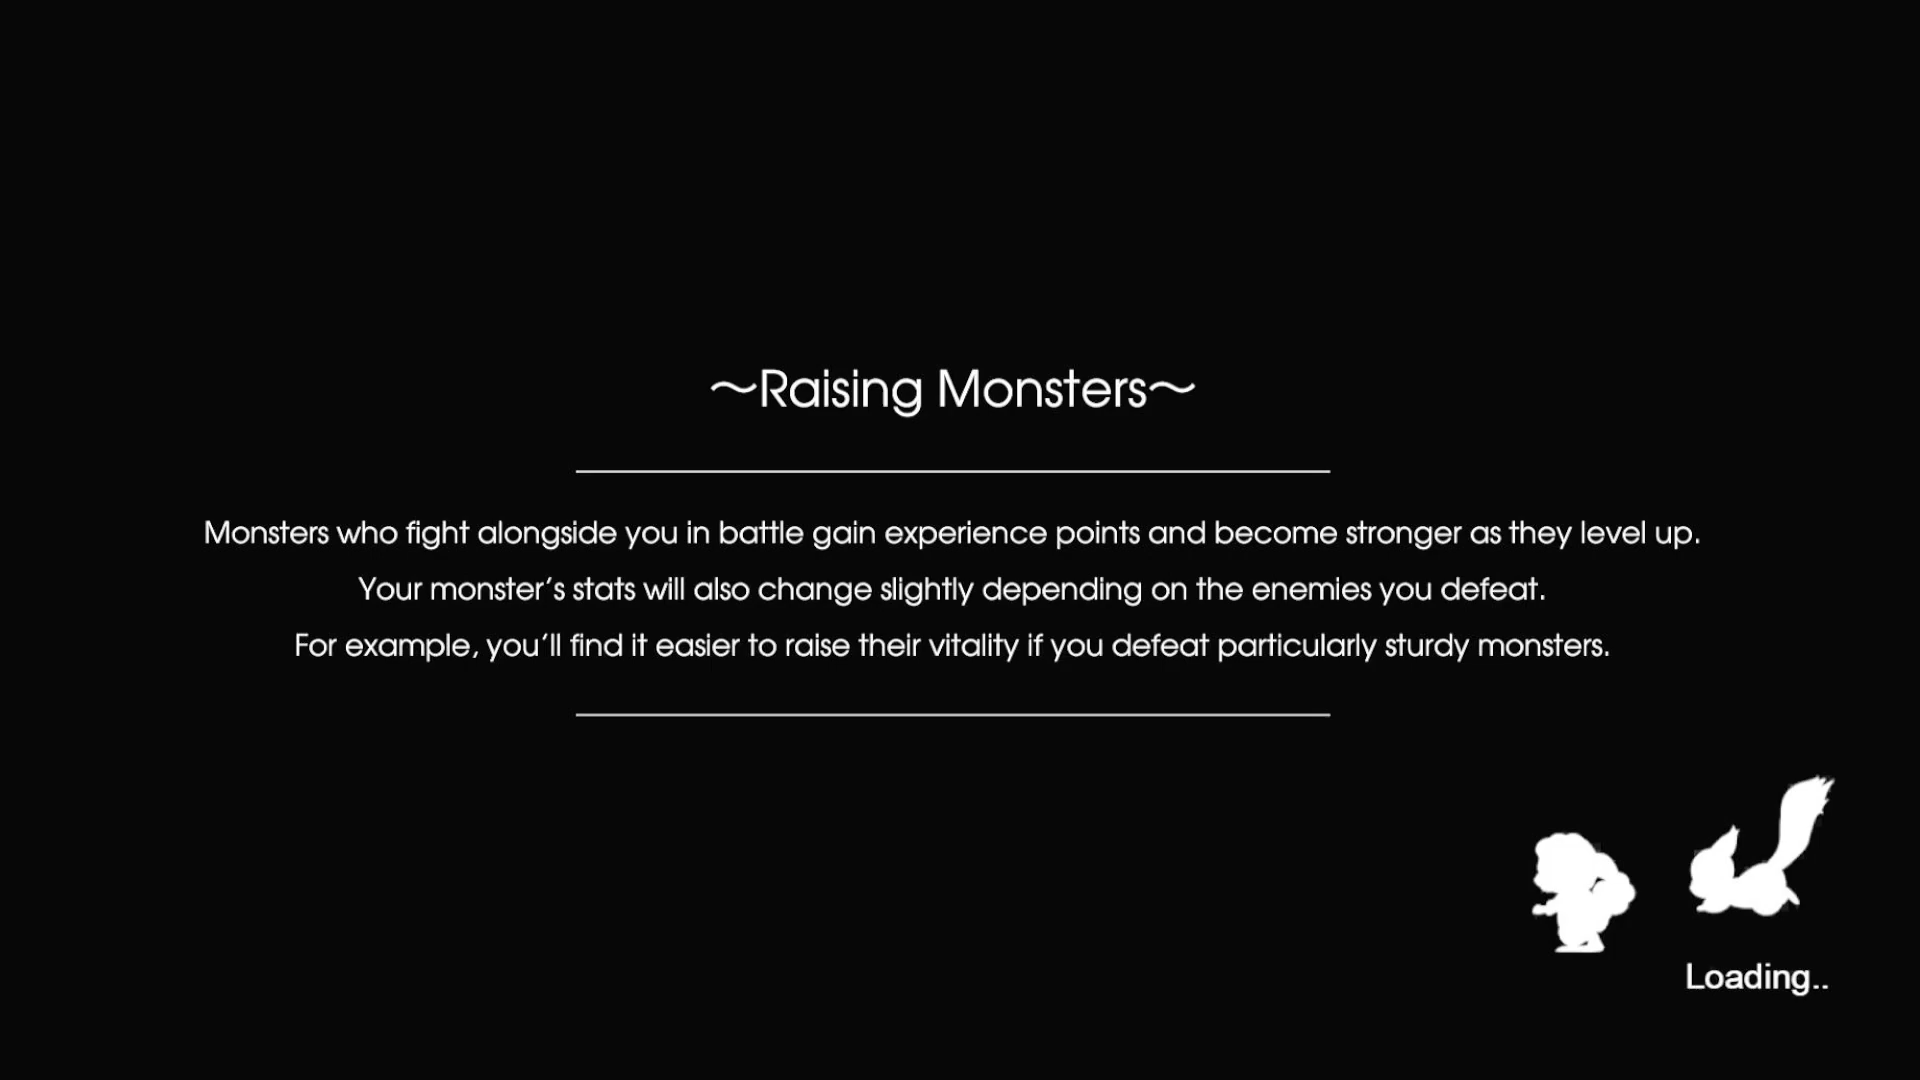 ～Raising Monsters～
Monsters who fight alongside you in battle gain experience points and become stronger as they level up.
Your monster’s stats will also change slightly depending on the enemies you defeat.
For example, you’ll find it easier to raise their vitality if you defeat particularly sturdy monsters.
Loading..